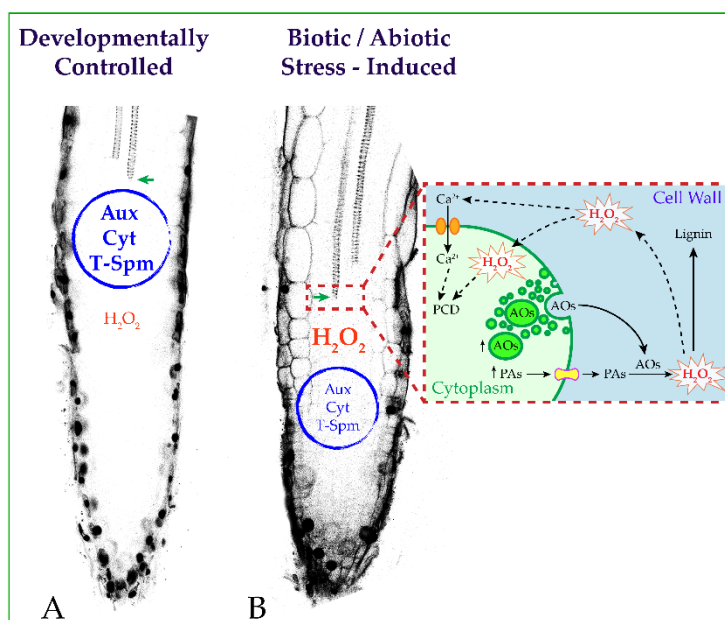 Developmentally
Controlled
Biotic / Abiotic
Stress - Induced
Aux
Cyt
T-Spm
H₂O₂
A
H₂O₂
Aux
Cyt
T-Spm
B
Cell Wall
Ca²⁺
H₂O₂
Lignin
Ca²⁺
H₂O₂
PCD
AOs
AOs
AOs
AOs
PAs
PAs
H₂O₂
Cytoplasm